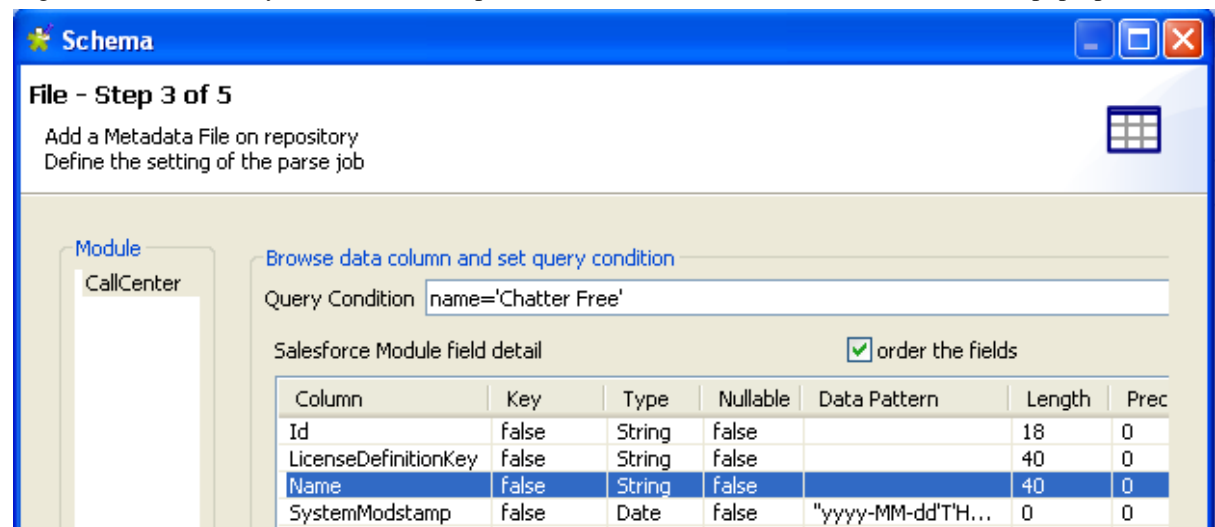 Schema
File - Step 3 of 5
Add a Metadata File on repository
Define the setting of the parse job
Module
CallCenter
Browse data column and set query condition
Query Condition name='Chatter Free'
Salesforce Module field detail order the fields
Column Key Type Nullable Data Pattern Length Prec
Id false String false 18 0
LicenseDefinitionKey false String false 40 0
Name false String false 40 0
SystemModstamp false Date false "yyyy-MM-dd'T'H... 0 0